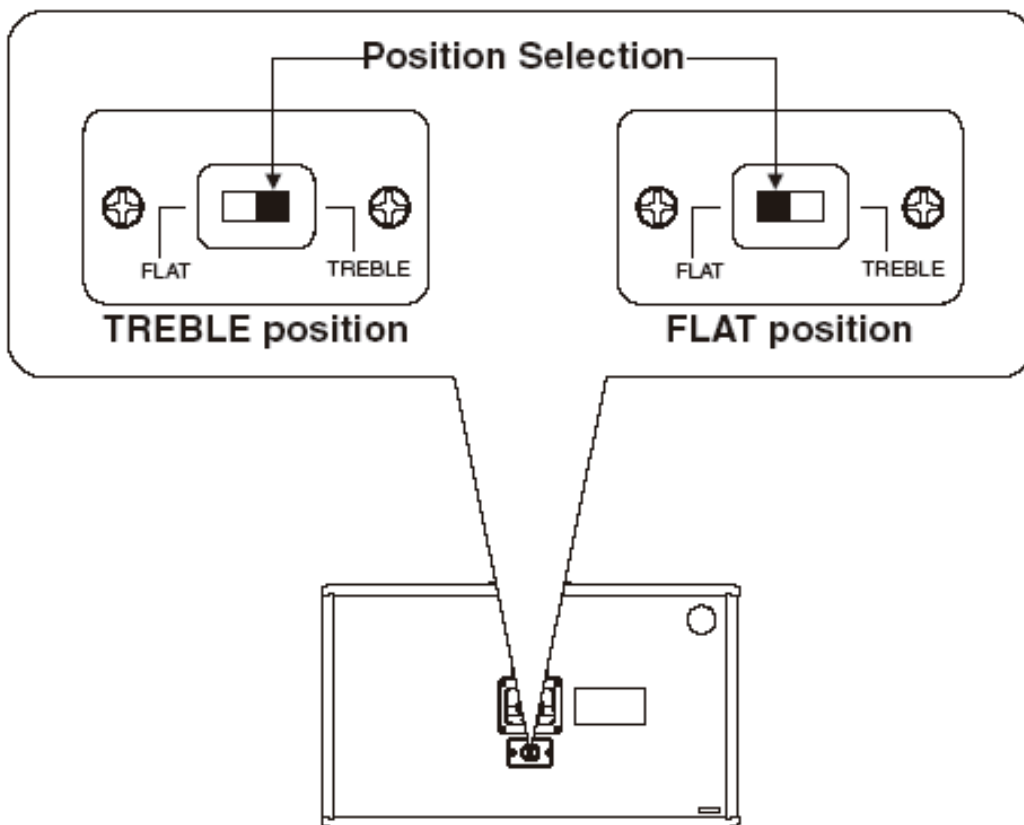 Position Selection
FLAT
TREBLE
FLAT
TREBLE
TREBLE position
FLAT position